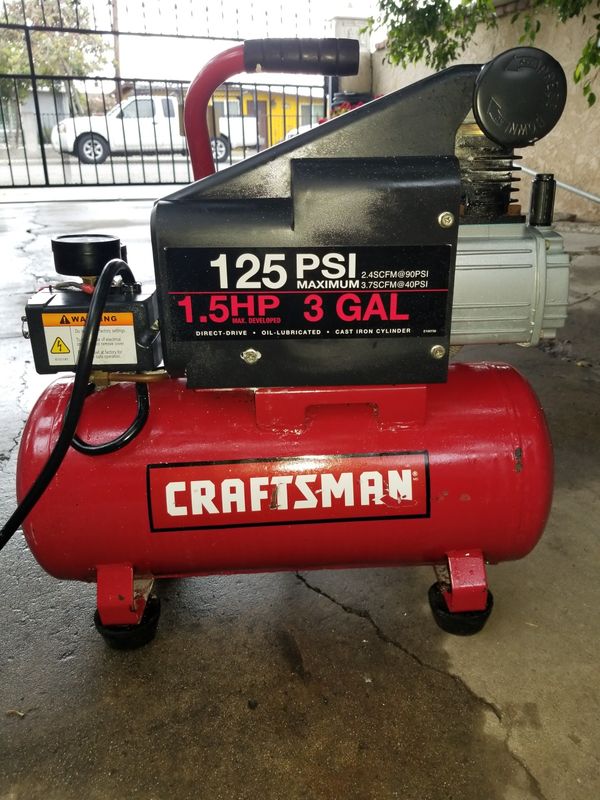 125 PSI
MAXIMUM
2.4SCFM@90PSI
3.7SCFM@40PSI
1.5HP 3 GAL
MAX. DEVELOPED
DIRECT-DRIVE • OIL-LUBRICATED • CAST IRON CYLINDER
WARNING
CRAFTSMAN®